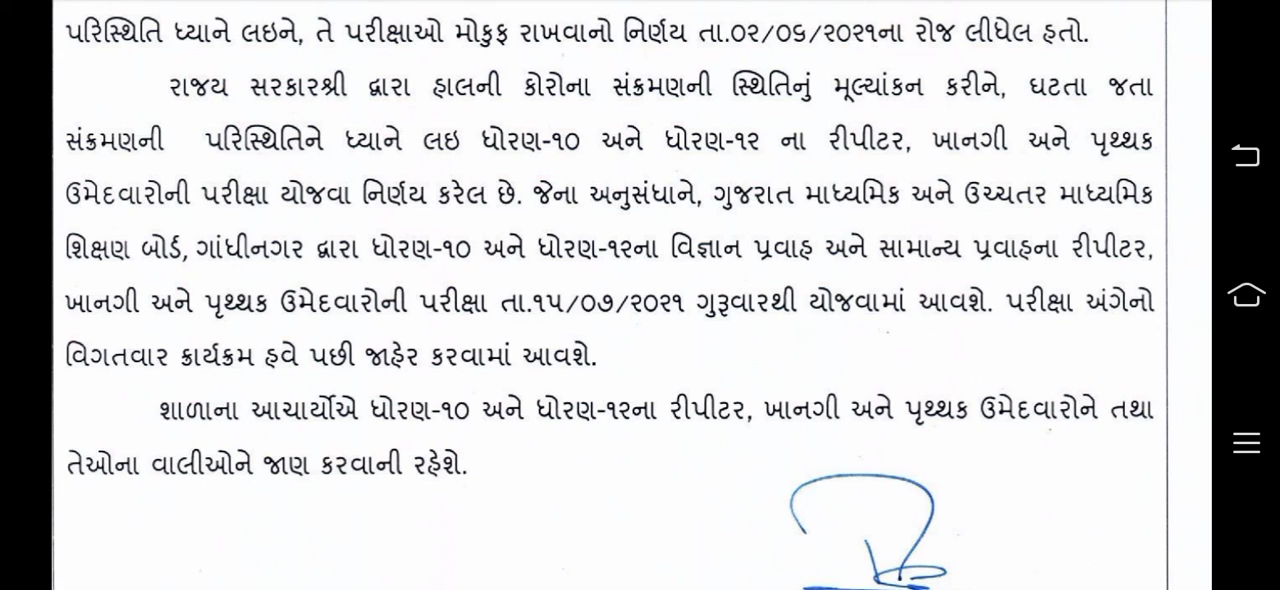 પરિસ્થિતિ ધ્યાને લઇને, તે પરીક્ષાઓ મોકુફ રાખવાનો નિર્ણય તા.૦૨/૦૬/૨૦૨૧ના રોજ લીધેલ હતો.
રાજય સરકારશ્રી દ્વારા હાલની કોરોના સંક્રમણની સ્થિતિનું મૂલ્યાંકન કરીને, ઘટતા જતા
સંક્રમણની પરિસ્થિતિને ધ્યાને લઇ ધોરણ-૧૦ અને ધોરણ-૧૨ ના રીપીટર, ખાનગી અને પૃથ્થક
ઉમેદવારોની પરીક્ષા યોજવા નિર્ણય કરેલ છે. જેના અનુસંધાને, ગુજરાત માધ્યમિક અને ઉચ્ચતર માધ્યમિક
શિક્ષણ બોર્ડ, ગાંધીનગર દ્વારા ધોરણ-૧૦ અને ધોરણ-૧૨ના વિજ્ઞાન પ્રવાહ અને સામાન્ય પ્રવાહના રીપીટર,
ખાનગી અને પૃથ્થક ઉમેદવારોની પરીક્ષા તા.૧૫/૦૭/૨૦૨૧ ગુરૂવારથી યોજવામાં આવશે. પરીક્ષા અંગેનો
વિગતવાર કાર્યક્રમ હવે પછી જાહેર કરવામાં આવશે.
શાળાના આચાર્યોએ ધોરણ-૧૦ અને ધોરણ-૧૨ના રીપીટર, ખાનગી અને પૃથ્થક ઉમેદવારોને તથા
તેઓના વાલીઓને જાણ કરવાની રહેશે.